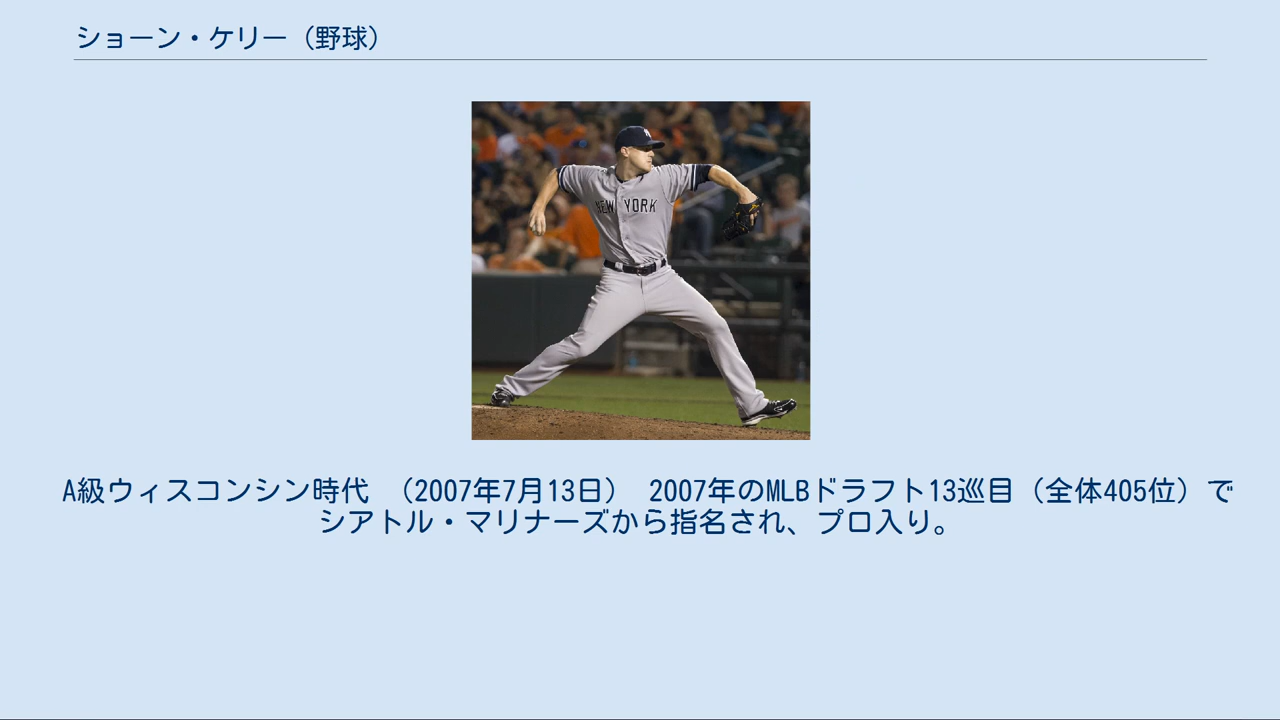 ショーン・ケリー（野球）
NEW YORK
A級ウィスコンシン時代 （2007年7月13日） 2007年のMLBドラフト13巡目（全体405位）で
シアトル・マリナーズから指名され、プロ入り。